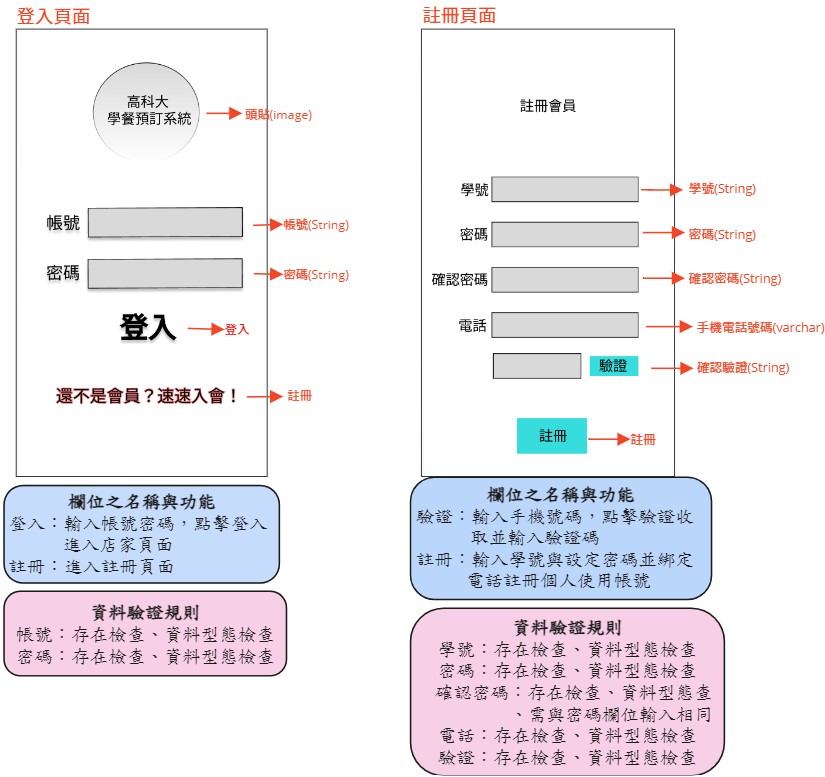 登入頁面
高科大
學餐預訂系統
頭貼(image)
帳號
帳號(String)
密碼
密碼(String)
登入
登入
還不是會員？速速入會！
註冊
欄位之名稱與功能
登入：輸入帳號密碼，點擊登入
進入店家頁面
註冊：進入註冊頁面
資料驗證規則
帳號：存在檢查、資料型態檢查
密碼：存在檢查、資料型態檢查
註冊頁面
註冊會員
學號
學號(String)
密碼
密碼(String)
確認密碼
確認密碼(String)
電話
手機電話號碼(varchar)
驗證
確認驗證(String)
註冊
註冊
欄位之名稱與功能
驗證：輸入手機號碼，點擊驗證收
取並輸入驗證碼
註冊：輸入學號與設定密碼並綁定
電話註冊個人使用帳號
資料驗證規則
學號：存在檢查、資料型態檢查
密碼：存在檢查、資料型態檢查
確認密碼：存在檢查、資料型態查
、需與密碼欄位輸入相同
電話：存在檢查、資料型態檢查
驗證：存在檢查、資料型態檢查